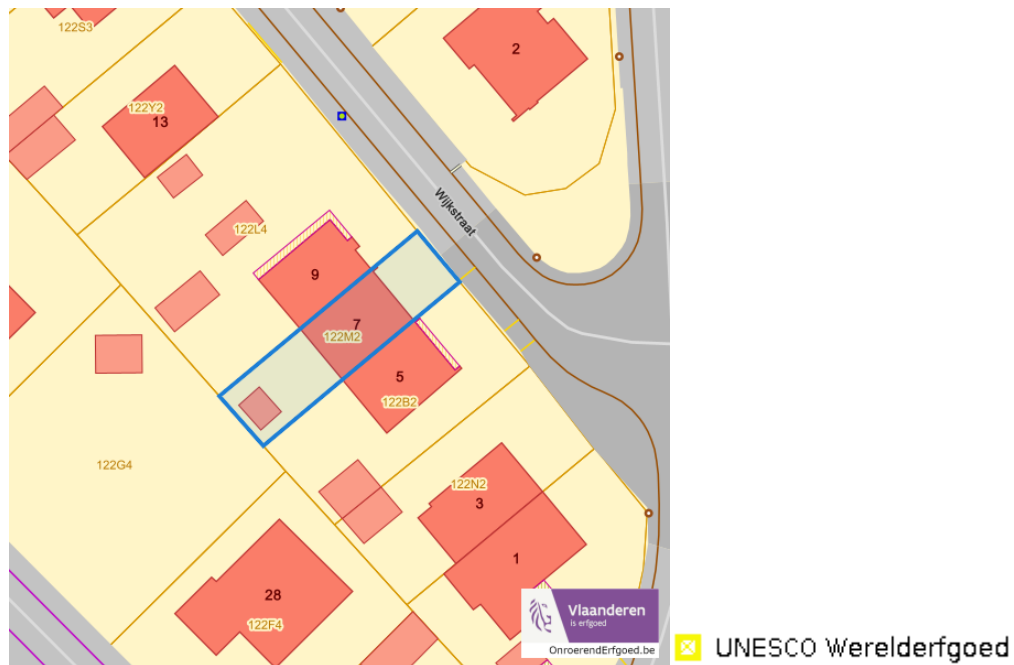 122S3
2
122Y2
13
Wijkstraat
122L4
9
7
122M2
5
122B2
122G4
122N2
3
1
28
122F4
Vlaanderen
is erfgoed
OnroerendErfgoed.be
UNESCO Werelderfgoed